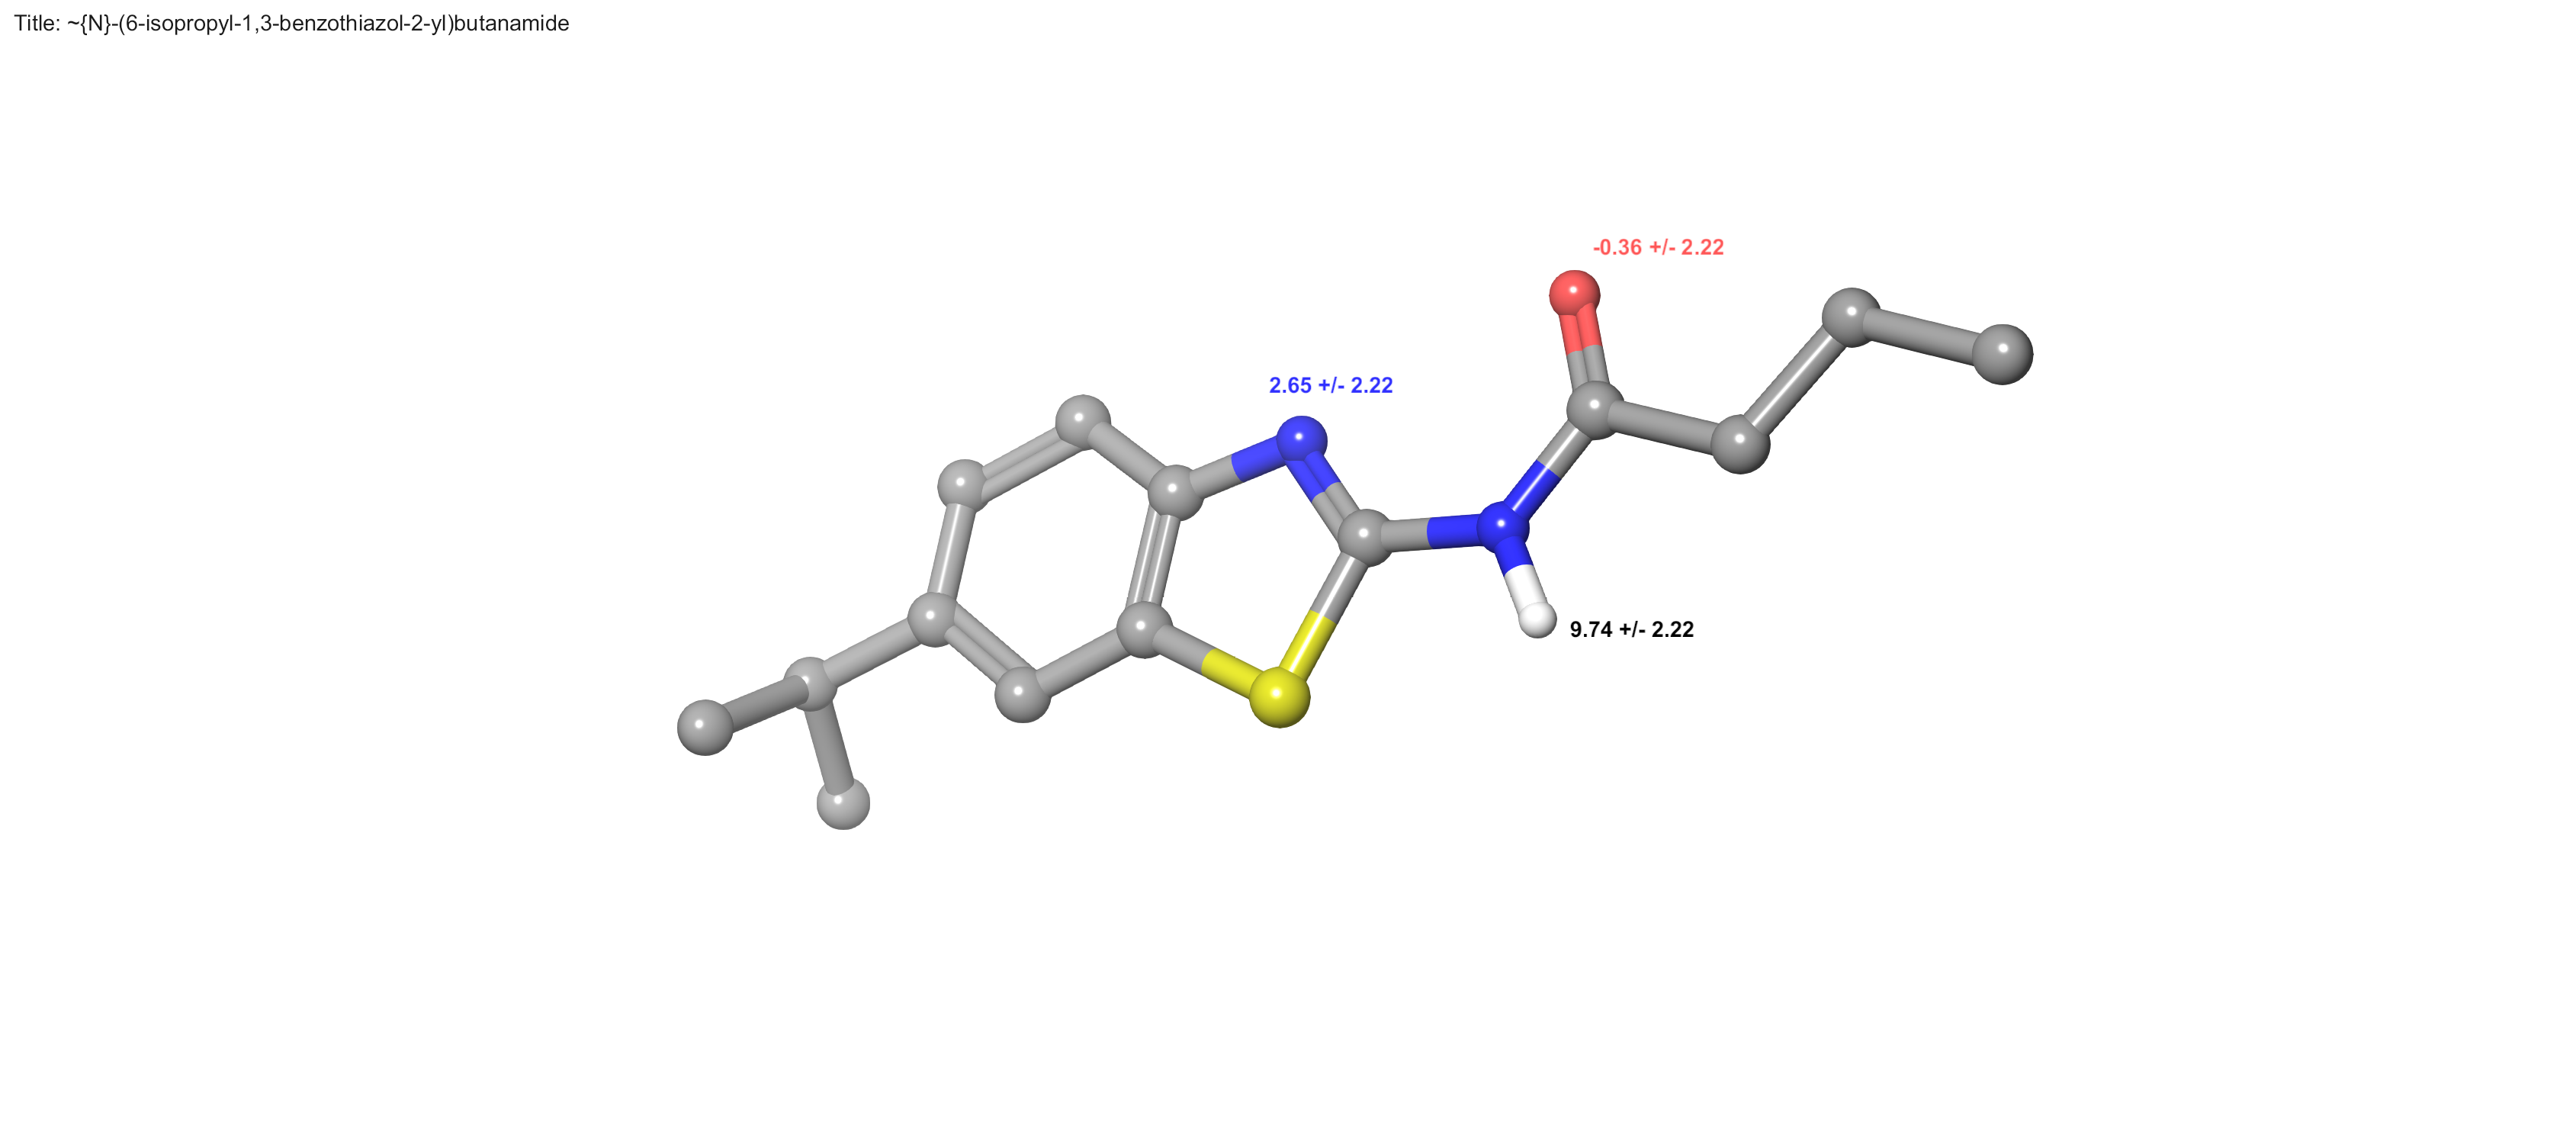 Title: ~{N}-(6-isopropyl-1,3-benzothiazol-2-yl)butanamide
-0.36 +/- 2.22
2.65 +/- 2.22
9.74 +/- 2.22